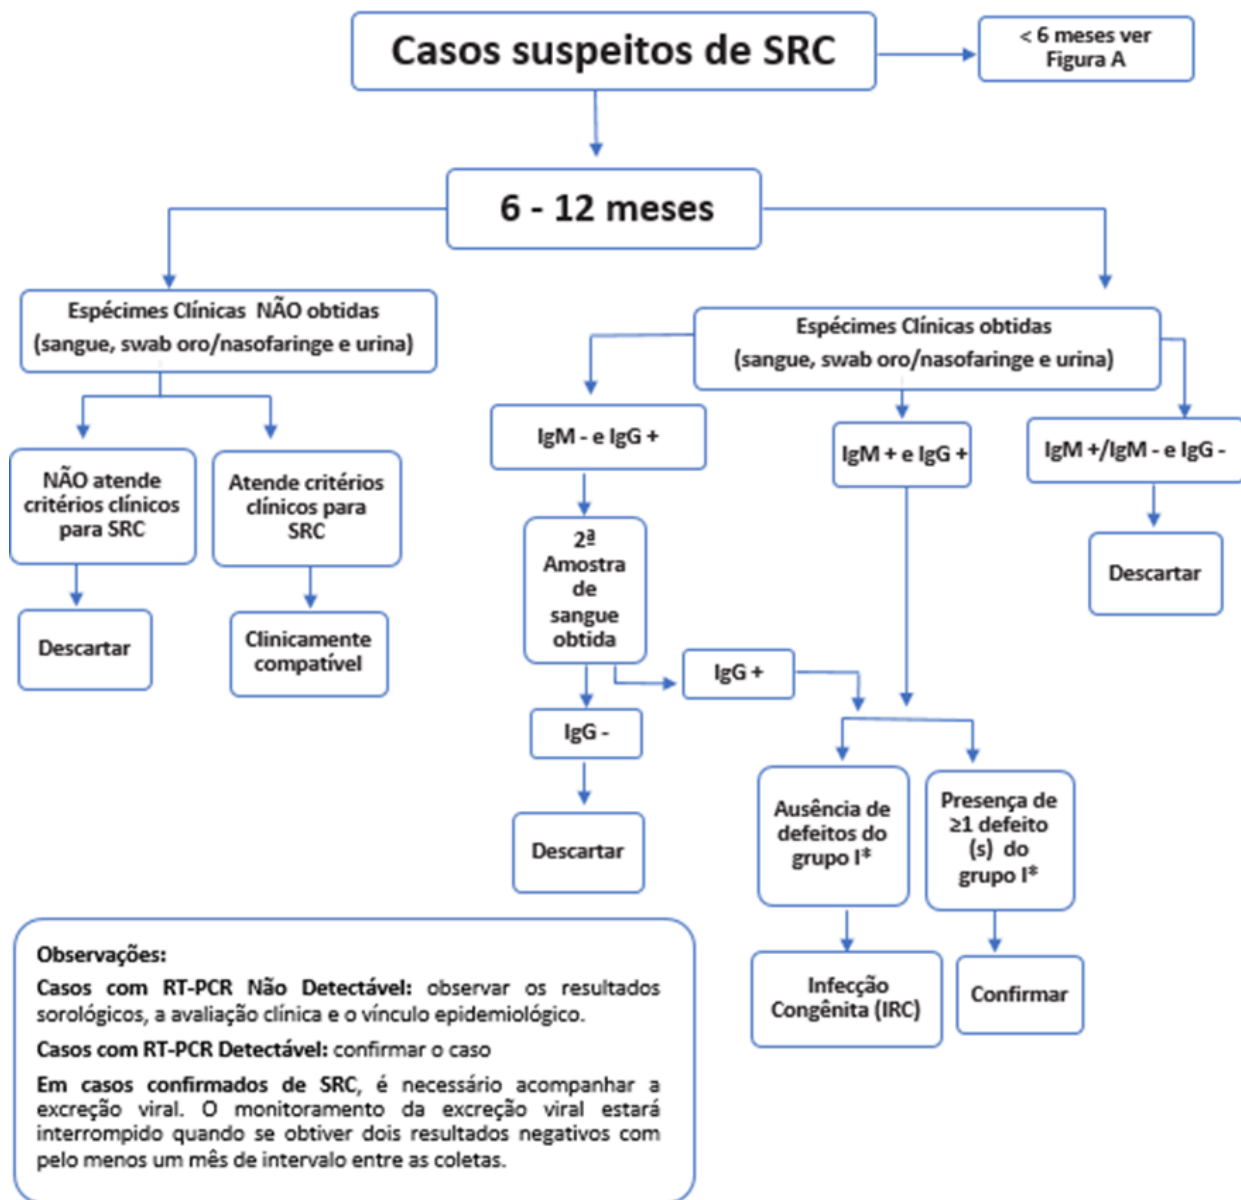 Casos suspeitos de SRC
< 6 meses ver
Figura A
6 - 12 meses
Espécimes Clínicas NÃO obtidas
(sangue, swab oro/nasofaringe e urina)
Espécimes Clínicas obtidas
(sangue, swab oro/nasofaringe e urina)
NÃO atende
critérios clínicos
para SRC
Atende critérios
clínicos para
SRC
Descartar
Clinicamente
compatível
IgM - e IgG +
IgM + e IgG +
IgM +/IgM - e IgG -
2ª
Amostra
de
sangue
obtida
Descartar
IgG +
IgG -
Descartar
Ausência de
defeitos do
grupo I*
Presença de
≥1 defeito
(s) do
grupo I*
Infecção
Congênita (IRC)
Confirmar
Observações:
Casos com RT-PCR Não Detectável: observar os resultados
sorológicos, a avaliação clínica e o vínculo epidemiológico.
Casos com RT-PCR Detectável: confirmar o caso
Em casos confirmados de SRC, é necessário acompanhar a
excreção viral. O monitoramento da excreção viral estará
interrompido quando se obtiver dois resultados negativos com
pelo menos um mês de intervalo entre as coletas.